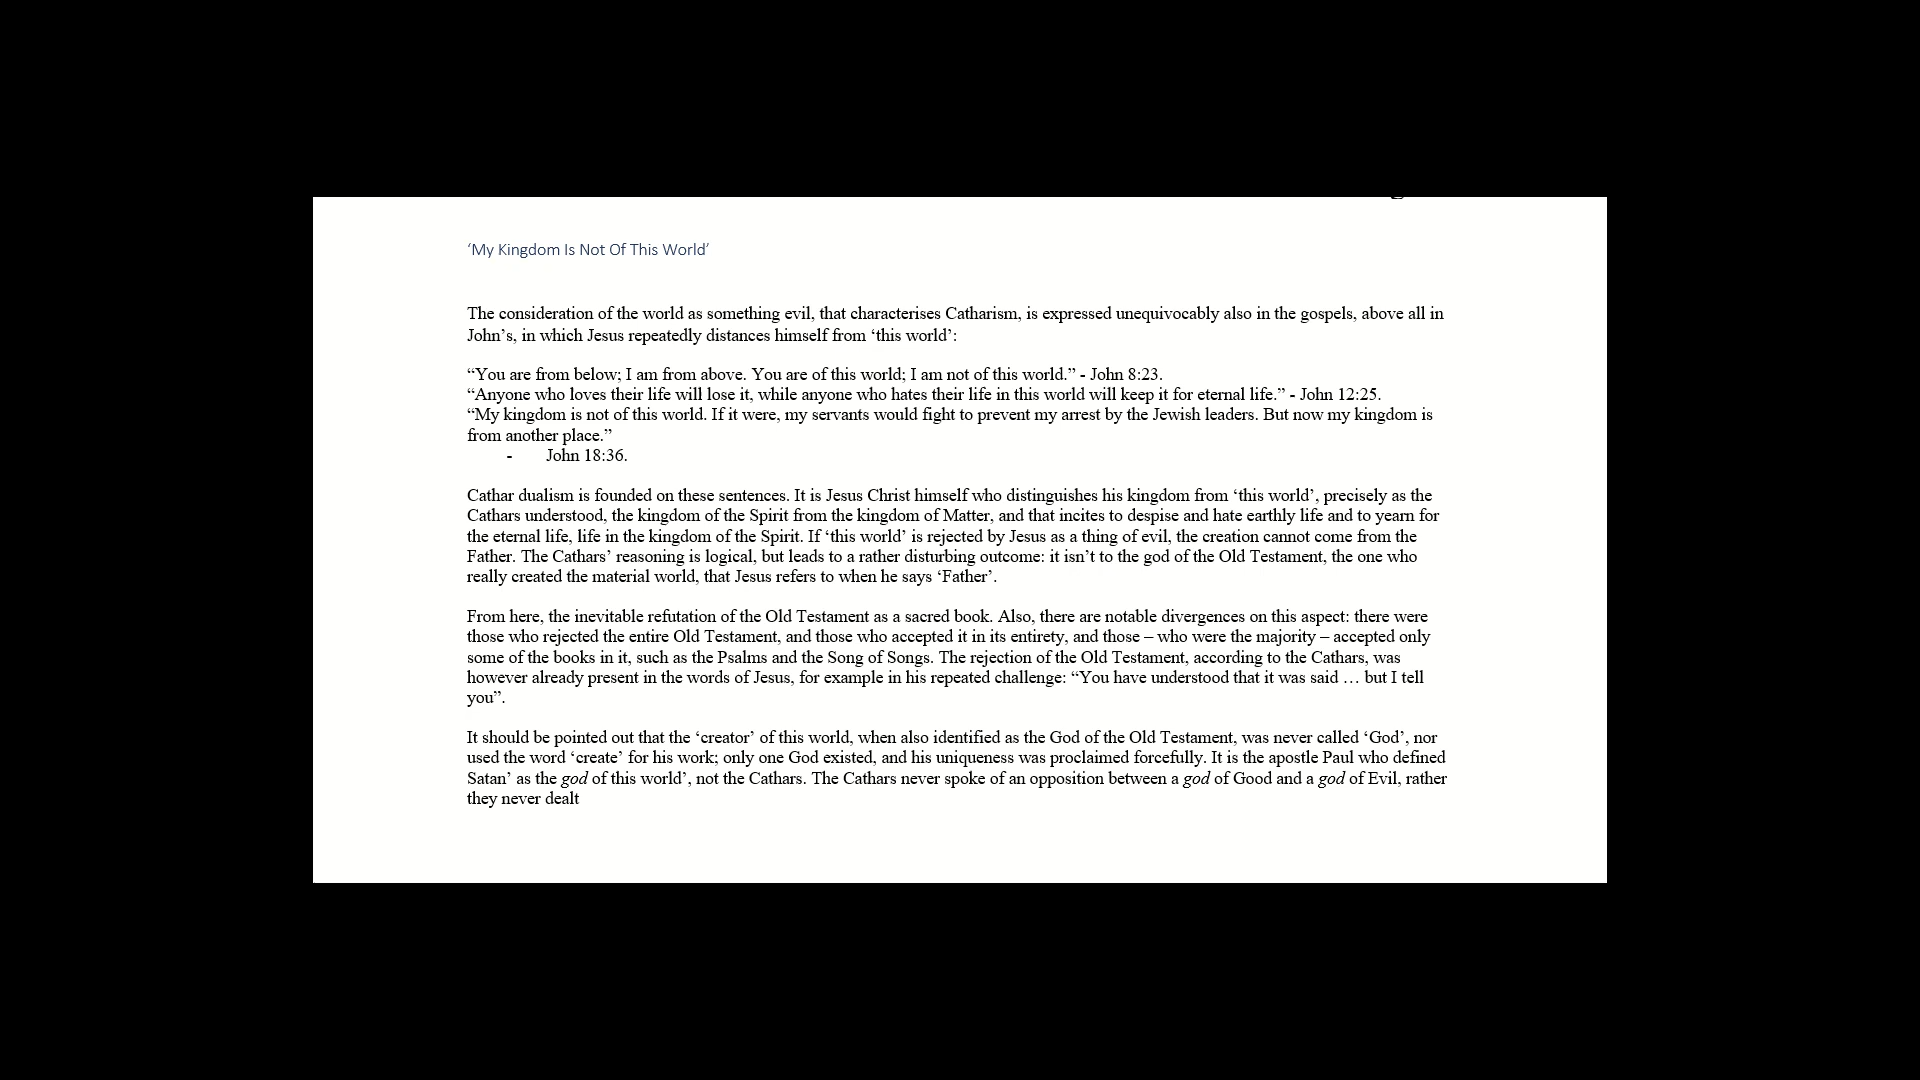 ‘My Kingdom Is Not Of This World’
The consideration of the world as something evil, that characterises Catharism, is expressed unequivocably also in the gospels, above all in
John’s, in which Jesus repeatedly distances himself from ‘this world’:
“You are from below; I am from above. You are of this world; I am not of this world.” - John 8:23.
“Anyone who loves their life will lose it, while anyone who hates their life in this world will keep it for eternal life.” - John 12:25.
“My kingdom is not of this world. If it were, my servants would fight to prevent my arrest by the Jewish leaders. But now my kingdom is
from another place.”
- John 18:36.
Cathar dualism is founded on these sentences. It is Jesus Christ himself who distinguishes his kingdom from ‘this world’, precisely as the
Cathars understood, the kingdom of the Spirit from the kingdom of Matter, and that incites to despise and hate earthly life and to yearn for
the eternal life, life in the kingdom of the Spirit. If ‘this world’ is rejected by Jesus as a thing of evil, the creation cannot come from the
Father. The Cathars’ reasoning is logical, but leads to a rather disturbing outcome: it isn’t to the god of the Old Testament, the one who
really created the material world, that Jesus refers to when he says ‘Father’.
From here, the inevitable refutation of the Old Testament as a sacred book. Also, there are notable divergences on this aspect: there were
those who rejected the entire Old Testament, and those who accepted it in its entirety, and those – who were the majority – accepted only
some of the books in it, such as the Psalms and the Song of Songs. The rejection of the Old Testament, according to the Cathars, was
however already present in the words of Jesus, for example in his repeated challenge: “You have understood that it was said … but I tell
you”.
It should be pointed out that the ‘creator’ of this world, when also identified as the God of the Old Testament, was never called ‘God’, nor
used the word ‘create’ for his work; only one God existed, and his uniqueness was proclaimed forcefully. It is the apostle Paul who defined
Satan’ as the god of this world’, not the Cathars. The Cathars never spoke of an opposition between a god of Good and a god of Evil, rather
they never dealt